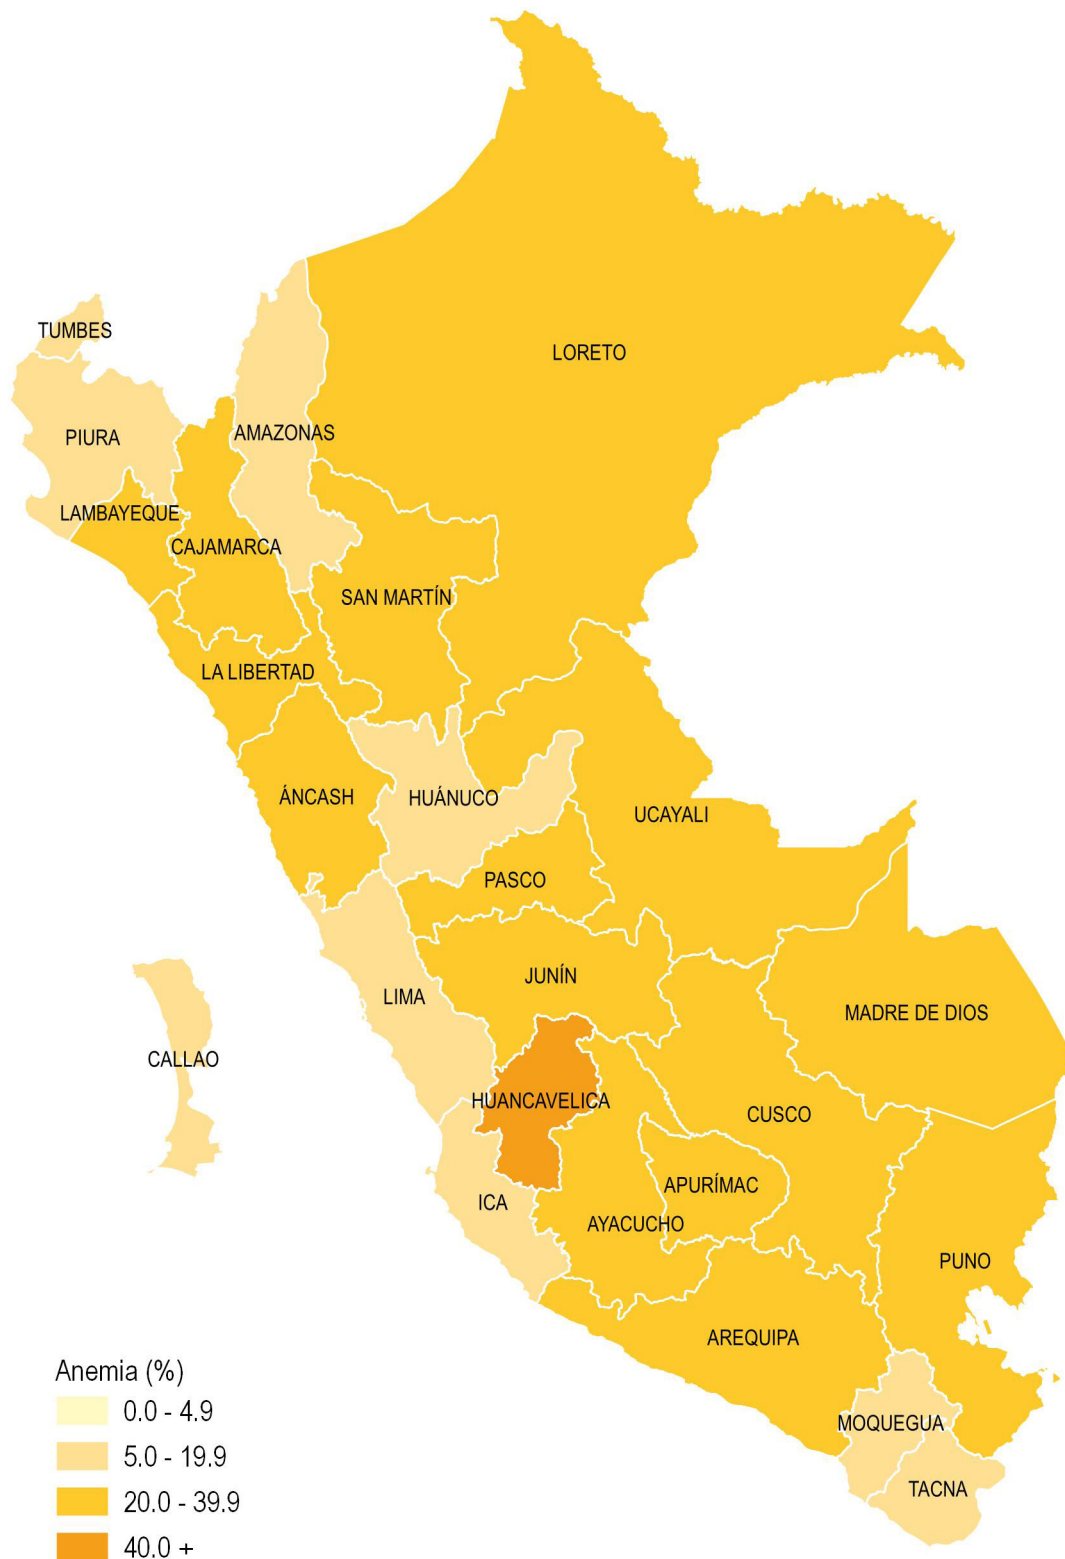 TUMBES
LORETO
PIURA
AMAZONAS
LAMBAYEQUE
CAJAMARCA
SAN MARTÍN
LA LIBERTAD
ÁNCASH
HUÁNUCO
UCAYALI
PASCO
JUNÍN
LIMA
MADRE DE DIOS
CALLAO
HUANCAVELICA
CUSCO
APURÍMAC
ICA
AYACUCHO
PUNO
AREQUIPA
MOQUEGUA
TACNA
Anemia (%)
0.0 - 4.9
5.0 - 19.9
20.0 - 39.9
40.0 +